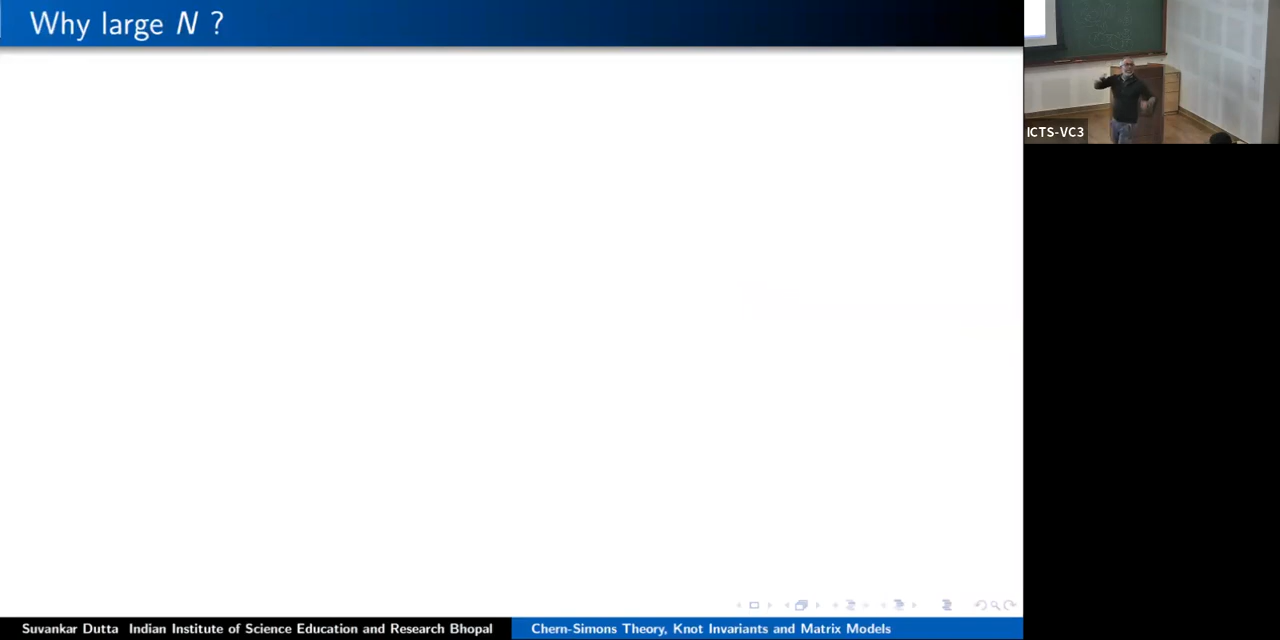 Why large N ?
ICTS-VC3
Suvankar Dutta Indian Institute of Science Education and Research Bhopal
Chern-Simons Theory, Knot Invariants and Matrix Models